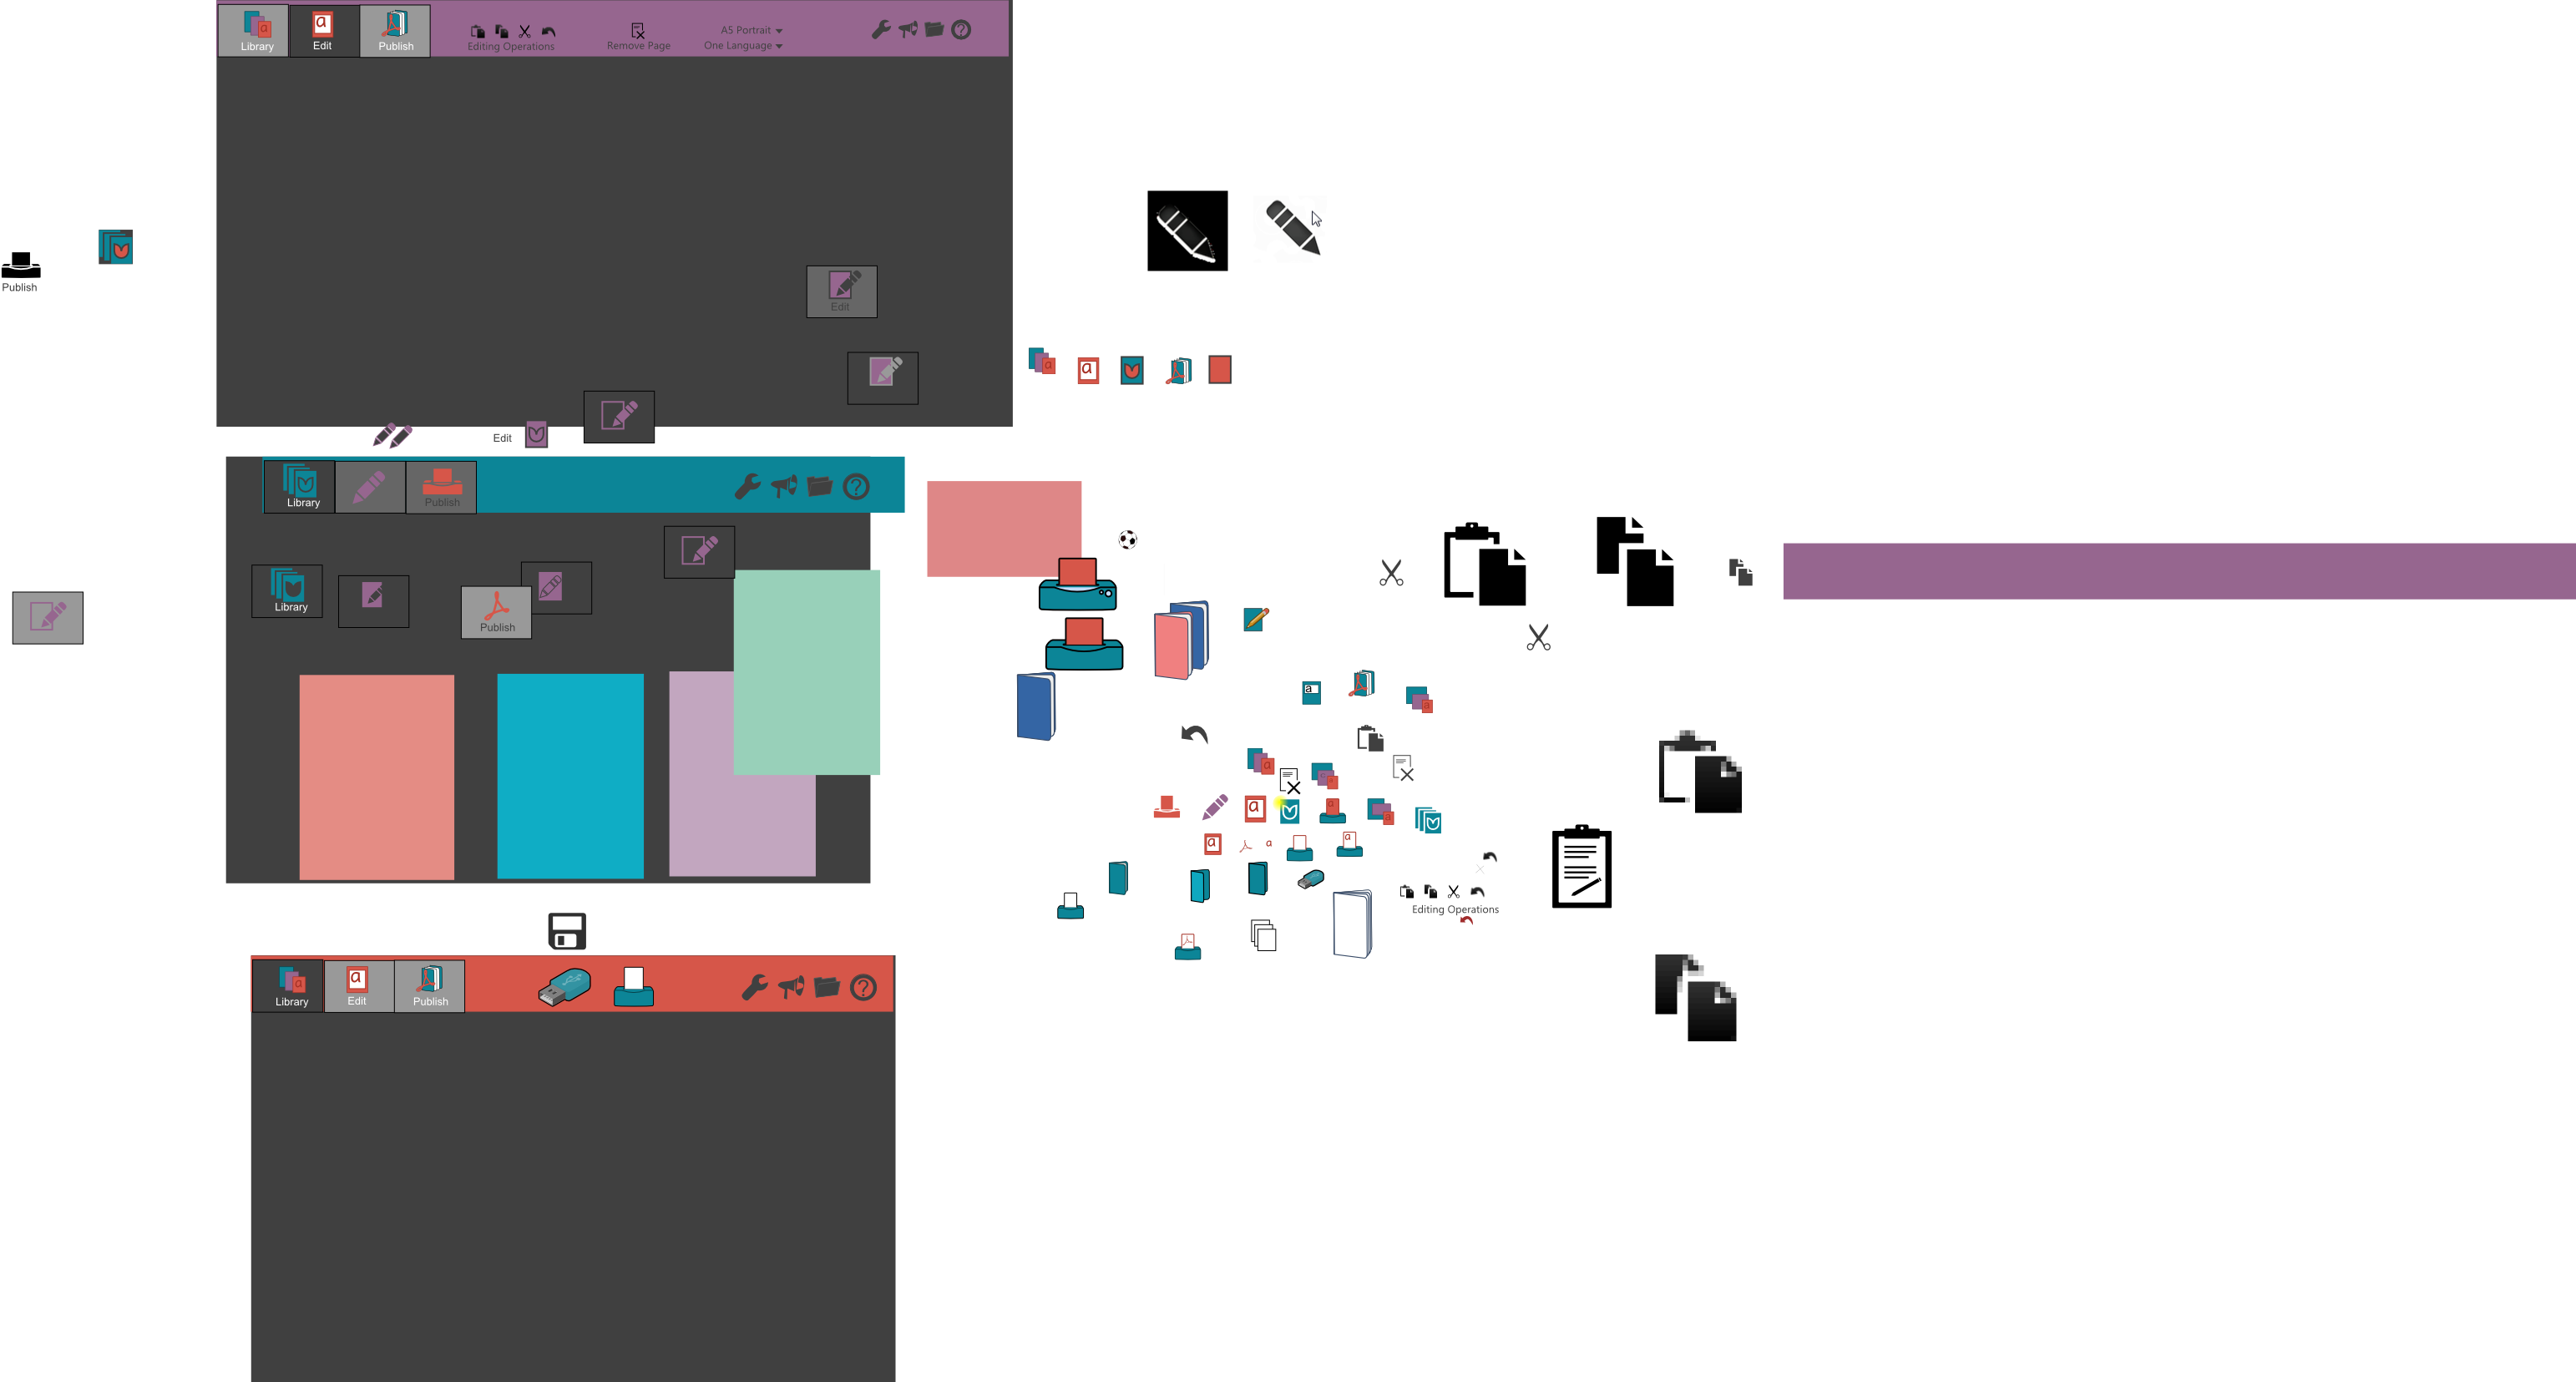 Library Edit Publish
Editing Operations
Remove Page
A5 Portrait
One Language
Publish
Edit
Edit
Library
Publish
Library
Publish
Editing Operations
Library Edit Publish